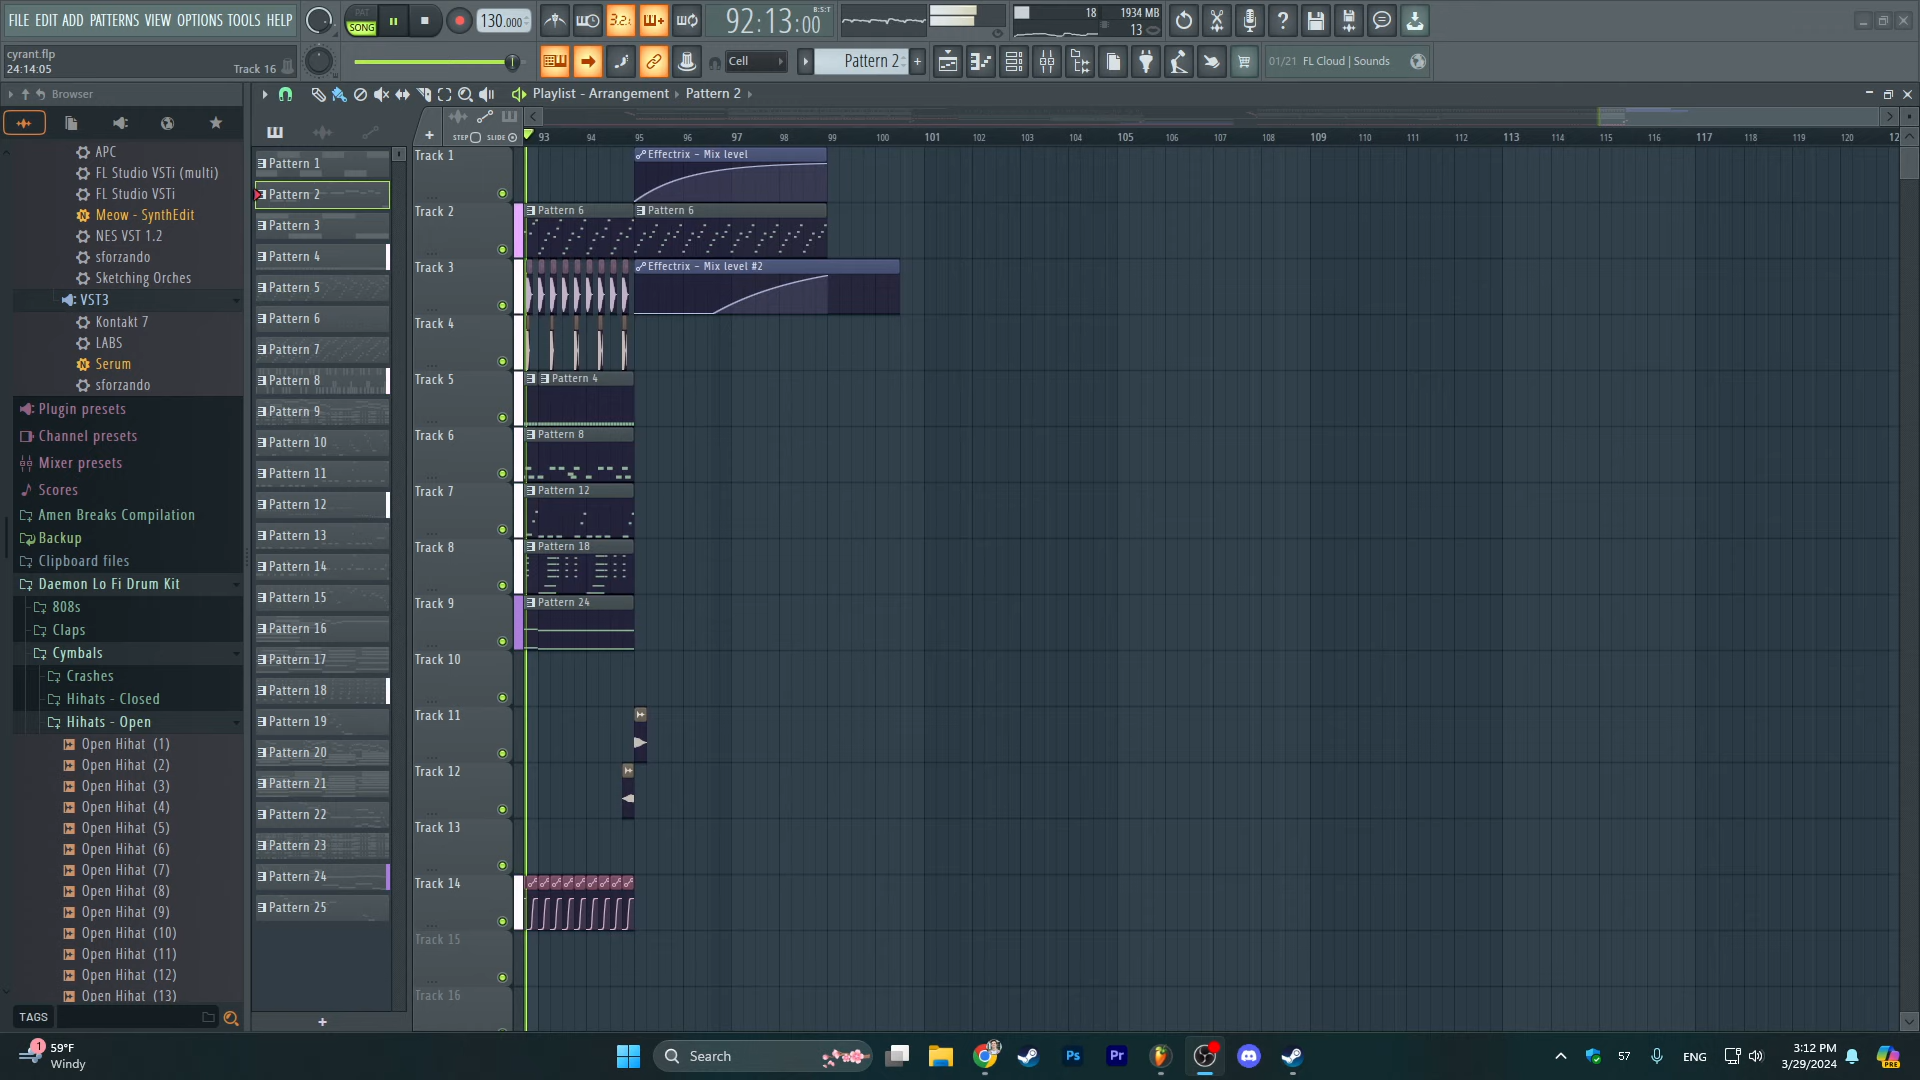 FILE EDIT ADD PATTERNS VIEW OPTIONS TOOLS HELP
PAT
SONG
130.000
3.2.
92:13:00
B:S:T
18
1934 MB
13
cyrant.flp
24:14:05
Track 16
Cell
Pattern 2
01/21 FL Cloud | Sounds
Browser
Playlist - Arrangement
Pattern 2
STEP
SLIDE
93 94 95 96 97 98 99 100 101 102 103 104 105 106 107 108 109 110 111 112 113 114 115 116 117 118 119 120 12
APC
FL Studio VSTi (multi)
FL Studio VSTi
Meow - SynthEdit
NES VST 1.2
sforzando
Sketching Orches
VST3
Kontakt 7
LABS
Serum
sforzando
Plugin presets
Channel presets
Mixer presets
Scores
Amen Breaks Compilation
Backup
Clipboard files
Daemon Lo Fi Drum Kit
808s
Claps
Cymbals
Crashes
Hihats - Closed
Hihats - Open
Open Hihat (1)
Open Hihat (2)
Open Hihat (3)
Open Hihat (4)
Open Hihat (5)
Open Hihat (6)
Open Hihat (7)
Open Hihat (8)
Open Hihat (9)
Open Hihat (10)
Open Hihat (11)
Open Hihat (12)
Open Hihat (13)
TAGS
Pattern 1
Pattern 2
Pattern 3
Pattern 4
Pattern 5
Pattern 6
Pattern 7
Pattern 8
Pattern 9
Pattern 10
Pattern 11
Pattern 12
Pattern 13
Pattern 14
Pattern 15
Pattern 16
Pattern 17
Pattern 18
Pattern 19
Pattern 20
Pattern 21
Pattern 22
Pattern 23
Pattern 24
Pattern 25
Track 1
Effectrix - Mix level
Track 2
Pattern 6
Pattern 6
Track 3
Effectrix - Mix level #2
Track 4
Track 5
Pattern 4
Track 6
Pattern 8
Track 7
Pattern 12
Track 8
Pattern 18
Track 9
Pattern 24
Track 10
Track 11
Track 12
Track 13
Track 14
Track 15
Track 16
1
59°F
Windy
Search
Ps
Pr
57
ENG
3:12 PM
3/29/2024
PRE